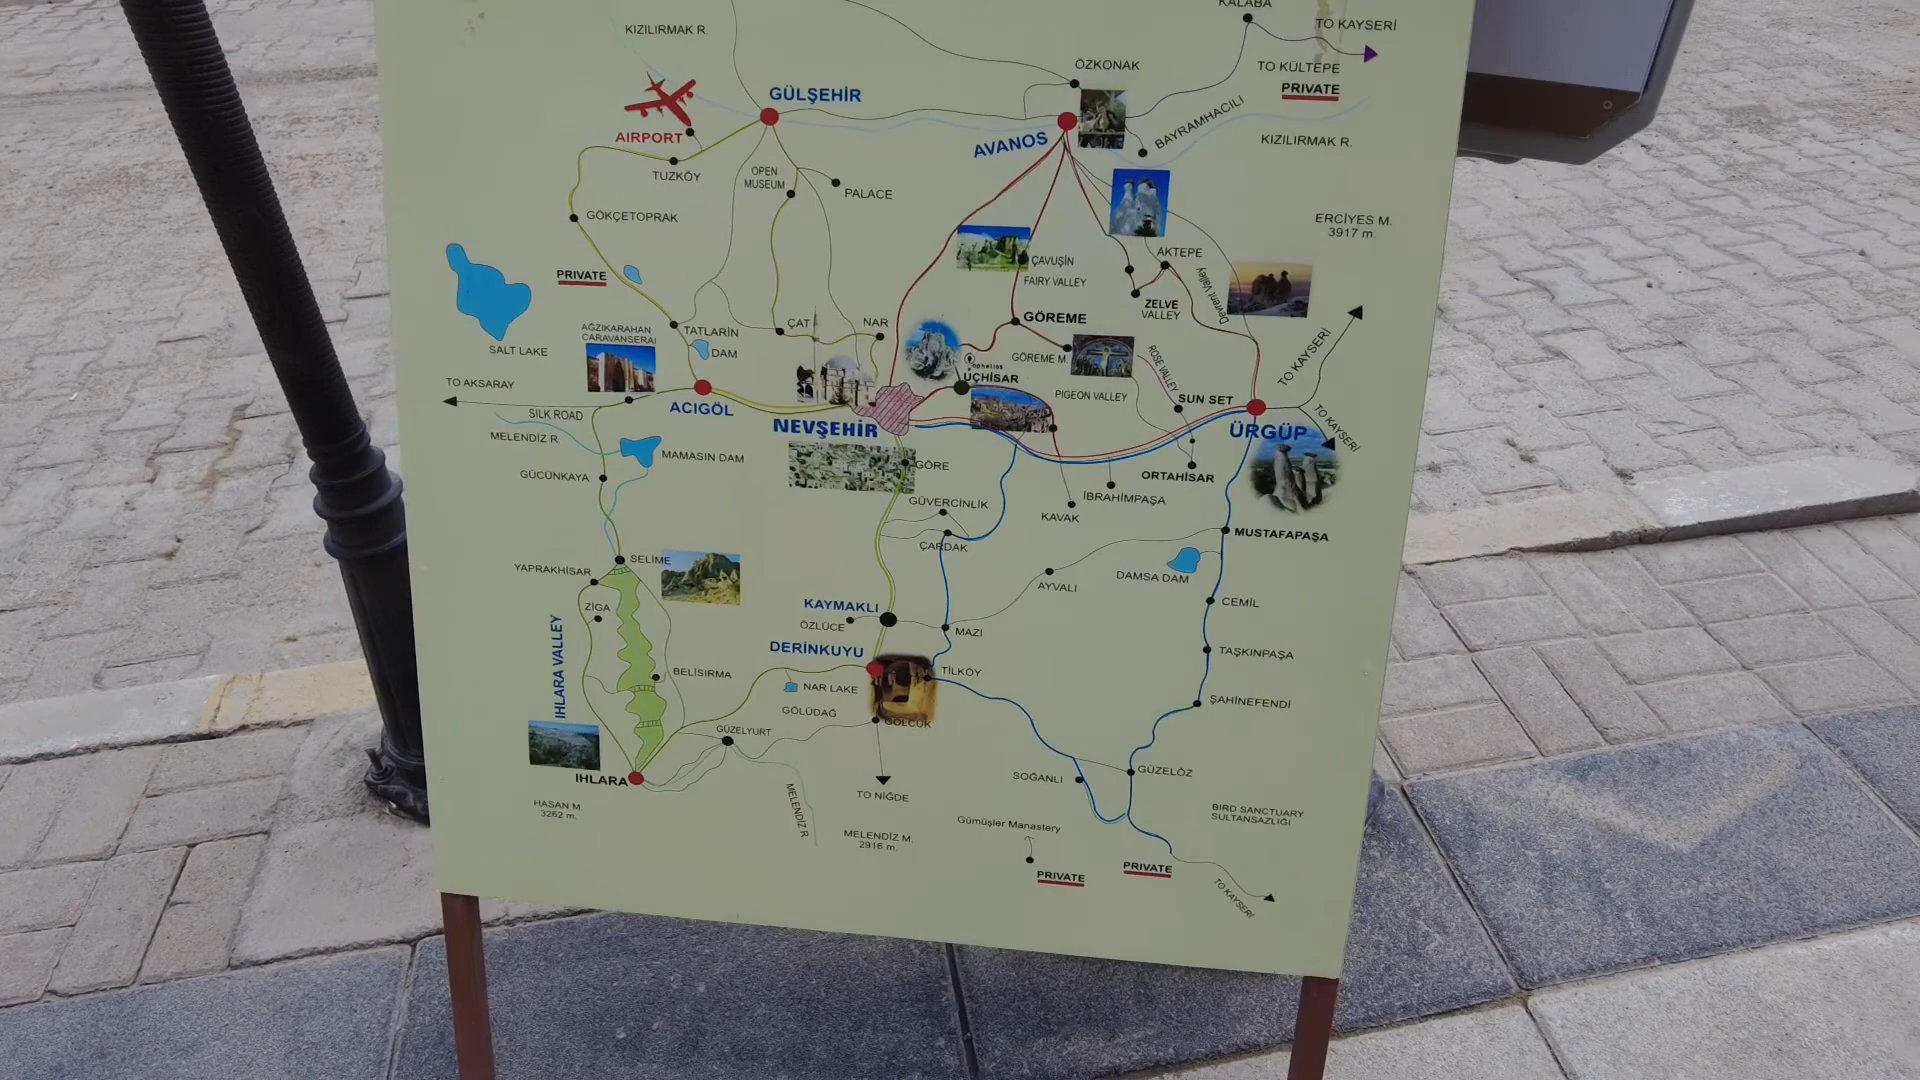 KALABA
TO KAYSERİ
KIZILIRMAK R.
ÖZKONAK
TO KÜLTEPE
PRIVATE
GÜLŞEHİR
AIRPORT
AVANOS
BAYRAMHACILI
KIZILIRMAK R.
TUZKÖY
OPEN
MUSEUM
PALACE
GÖKÇETOPRAK
ERCİYES M.
3917 m.
PRIVATE
ÇAVUŞİN
FAIRY VALLEY
AKTEPE
ZELVE
VALLEY
Devrent Valley
SALT LAKE
AĞZIKARAHAN
CARAVANSERAI
TATLARİN
DAM
ÇAT
NAR
GÖREME
GÖREME M.
ROSE VALLEY
TO KAYSERİ
TO AKSARAY
SILK ROAD
ACIGÖL
NEVŞEHİR
UÇHİSAR
PIGEON VALLEY
SUN SET
ÜRGÜP
TO KAYSERİ
MELENDİZ R.
MAMASIN DAM
GÜCÜNKAYA
GÖRE
GÜVERCİNLİK
ÇARDAK
KAVAK
İBRAHİMPAŞA
ORTAHİSAR
MUSTAFAPAŞA
DAMSA DAM
SELİME
YAPRAKHİSAR
ZİGA
IHLARA VALLEY
BELİSIRMA
KAYMAKLI
ÖZLÜCE
MAZI
AYVALI
CEMİL
DERİNKUYU
TİLKÖY
TAŞKINPAŞA
NAR LAKE
GÖLÜDAĞ
GÖLCÜK
ŞAHİNEFENDİ
GÜZELYURT
IHLARA
HASAN M.
3262 m.
MELENDİZ R.
TO NİĞDE
MELENDİZ M.
2916 m.
SOĞANLI
GÜZELÖZ
BIRD SANCTUARY
SULTANSAZLIĞI
Gümüşler Manastery
PRIVATE
PRIVATE
TO KAYSERİ